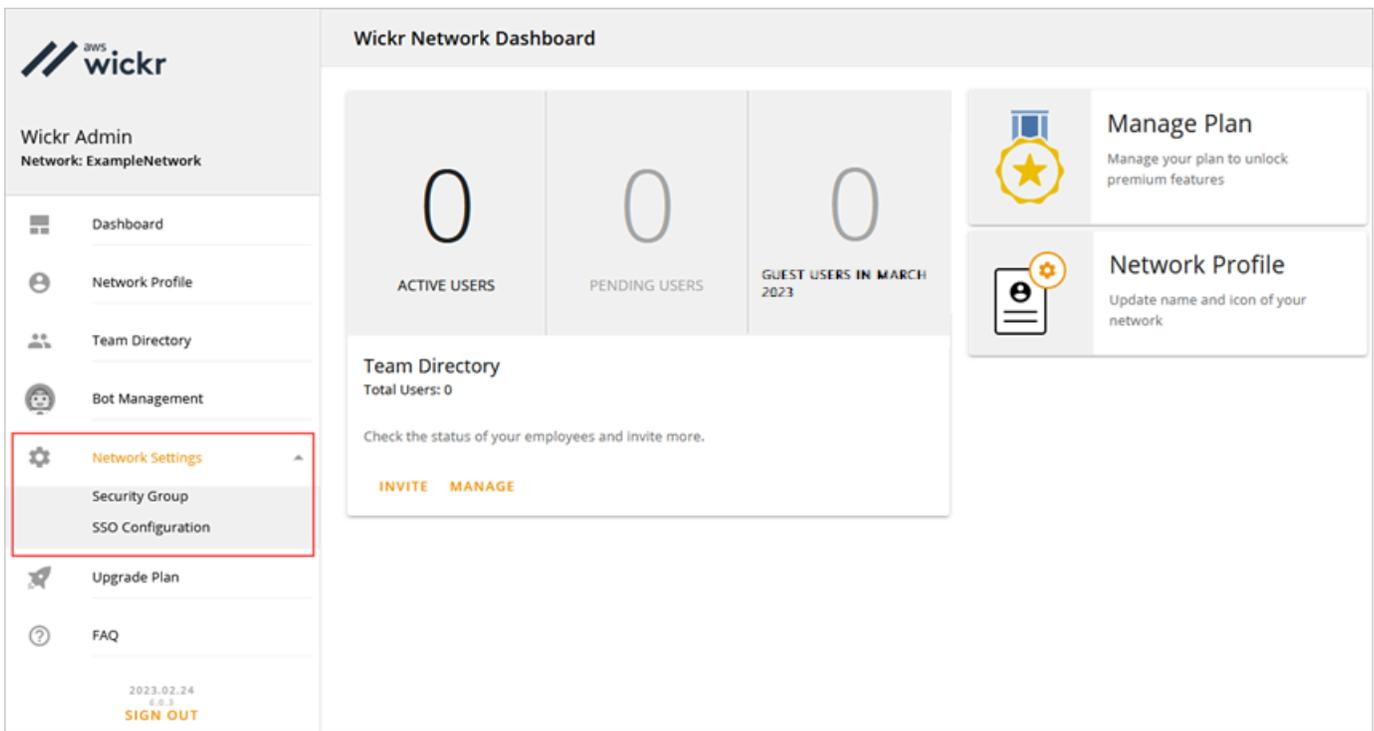 aws
wickr
Wickr Admin
Network: ExampleNetwork
Dashboard
Network Profile
Team Directory
Bot Management
Network Settings
Security Group
SSO Configuration
Upgrade Plan
FAQ
2023.02.24
6.0.3
SIGN OUT
Wickr Network Dashboard
0
ACTIVE USERS
0
PENDING USERS
0
GUEST USERS IN MARCH
2023
Team Directory
Total Users: 0
Check the status of your employees and invite more.
INVITE MANAGE
Manage Plan
Manage your plan to unlock
premium features
Network Profile
Update name and icon of your
network